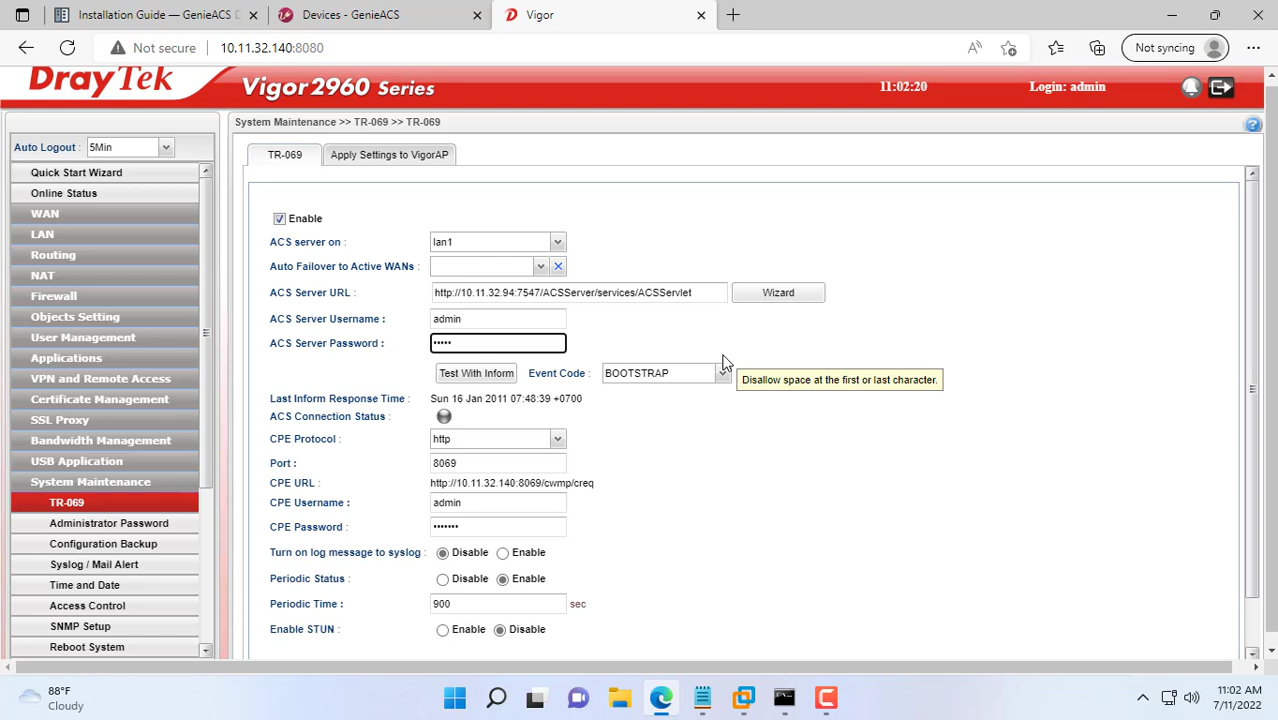 Installation Guide — GenieACS
Devices - GenieACS
Vigor
Not secure
10.11.32.140:8080
Not syncing
DrayTek
Vigor2960 Series
11:02:20
Login: admin
Auto Logout :
5Min
Quick Start Wizard
Online Status
WAN
LAN
Routing
NAT
Firewall
Objects Setting
User Management
Applications
VPN and Remote Access
Certificate Management
SSL Proxy
Bandwidth Management
USB Application
System Maintenance
TR-069
Administrator Password
Configuration Backup
Syslog / Mail Alert
Time and Date
Access Control
SNMP Setup
Reboot System
System Maintenance >> TR-069 >> TR-069
TR-069
Apply Settings to VigorAP
Enable
ACS server on :
lan1
Auto Failover to Active WANs :
ACS Server URL :
http://10.11.32.94:7547/ACSServer/services/ACSServlet
Wizard
ACS Server Username :
admin
ACS Server Password :
•••••
Test With Inform
Event Code :
BOOTSTRAP
Disallow space at the first or last character.
Last Inform Response Time :
Sun 16 Jan 2011 07:48:39 +0700
ACS Connection Status :
CPE Protocol :
http
Port :
8069
CPE URL :
http://10.11.32.140:8069/cwmp/creq
CPE Username :
admin
CPE Password :
•••••••
Turn on log message to syslog :
Disable
Enable
Periodic Status :
Disable
Enable
Periodic Time :
900
sec
Enable STUN :
Enable
Disable
88°F
Cloudy
11:02 AM
7/11/2022